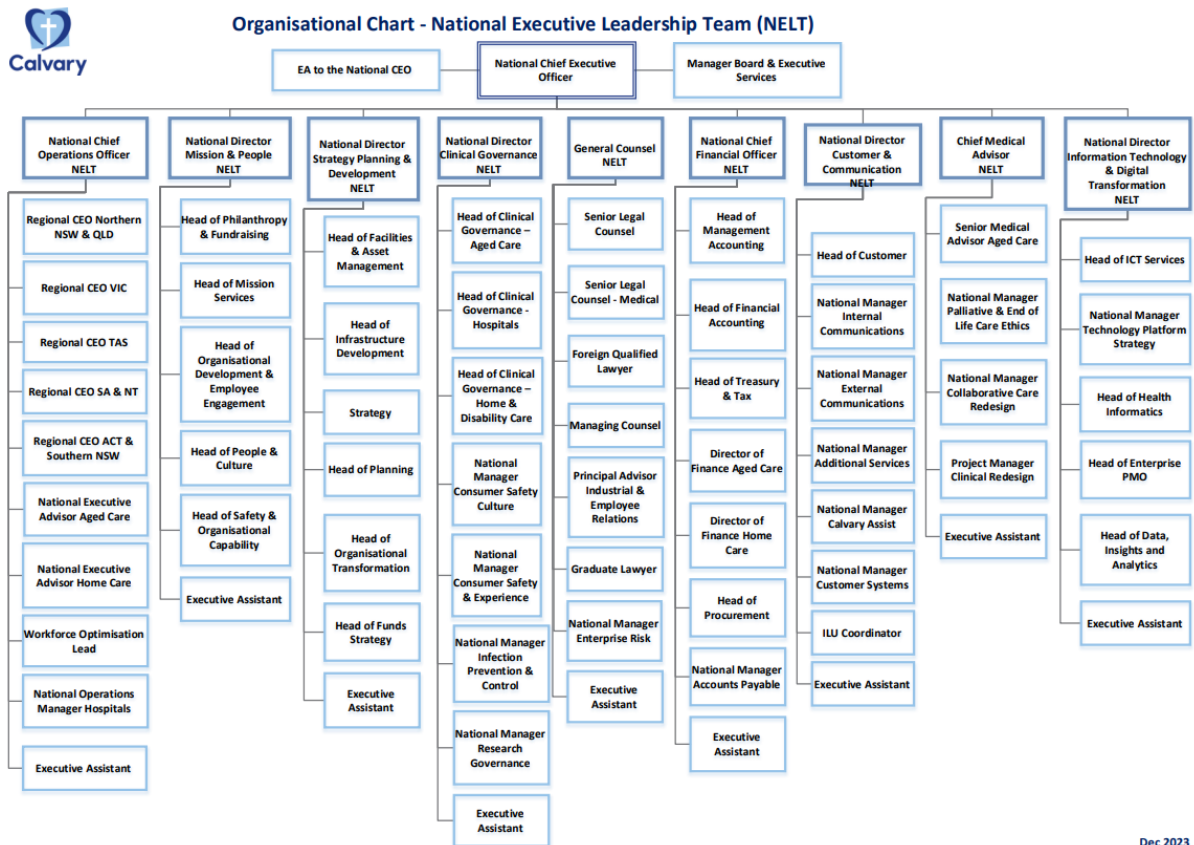 Calvary
Organisational Chart - National Executive Leadership Team (NELT)
EA to the National CEO
National Chief Executive
Officer
Manager Board & Executive
Services
National Chief
Operations Officer
NELT
Regional CEO Northern
NSW & QLD
Regional CEO VIC
Regional CEO TAS
Regional CEO SA & NT
Regional CEO ACT &
Southern NSW
National Executive
Advisor Aged Care
National Executive
Advisor Home Care
Workforce Optimisation
Lead
National Operations
Manager Hospitals
Executive Assistant
National Director
Mission & People
NELT
Head of Philanthropy
& Fundraising
Head of Mission
Services
Head of
Organisational
Development &
Employee
Engagement
Head of People &
Culture
Head of Safety &
Organisational
Capability
Executive Assistant
National Director
Strategy Planning &
Development
NELT
Head of Facilities
& Asset
Management
Head of
Infrastructure
Development
Strategy
Head of Planning
Head of
Organisational
Transformation
Head of Funds
Strategy
Executive
Assistant
National Director
Clinical Governance
NELT
Head of Clinical
Governance –
Aged Care
Head of Clinical
Governance -
Hospitals
Head of Clinical
Governance –
Home &
Disability Care
National
Manager
Consumer Safety
Culture
National
Manager
Consumer Safety
& Experience
National Manager
Infection
Prevention &
Control
National Manager
Research
Governance
Executive
Assistant
General Counsel
NELT
Senior Legal
Counsel
Senior Legal
Counsel - Medical
Foreign Qualified
Lawyer
Managing Counsel
Principal Advisor
Industrial &
Employee
Relations
Graduate Lawyer
National Manager
Enterprise Risk
Executive
Assistant
National Chief
Financial Officer
NELT
Head of
Management
Accounting
Head of Financial
Accounting
Head of Treasury
& Tax
Director of
Finance Aged Care
Director of
Finance Home
Care
Head of
Procurement
National Manager
Accounts Payable
Executive
Assistant
National Director
Customer &
Communication
NELT
Head of Customer
National Manager
Internal
Communications
National Manager
External
Communications
National Manager
Additional Services
National Manager
Calvary Assist
National Manager
Customer Systems
ILU Coordinator
Executive Assistant
Chief Medical
Advisor
NELT
Senior Medical
Advisor Aged Care
National Manager
Palliative & End of
Life Care Ethics
National Manager
Collaborative Care
Redesign
Project Manager
Clinical Redesign
Executive Assistant
National Director
Information Technology
& Digital
Transformation
NELT
Head of ICT Services
National Manager
Technology Platform
Strategy
Head of Health
Informatics
Head of Enterprise
PMO
Head of Data,
Insights and
Analytics
Executive Assistant
Dec 2023